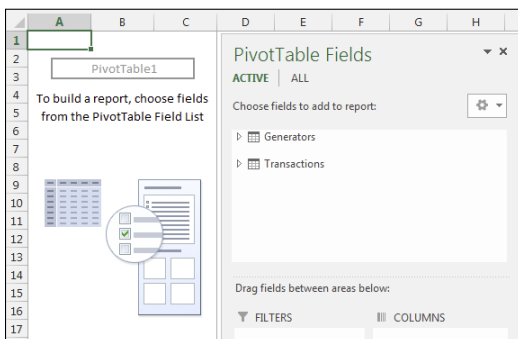 A B C D E F G H
1
2
3
4
5
6
7
8
9
10
11
12
13
14
15
16
17
PivotTable1
To build a report, choose fields
from the PivotTable Field List
PivotTable Fields
ACTIVE ALL
Choose fields to add to report:
Generators
Transactions
Drag fields between areas below:
FILTERS COLUMNS